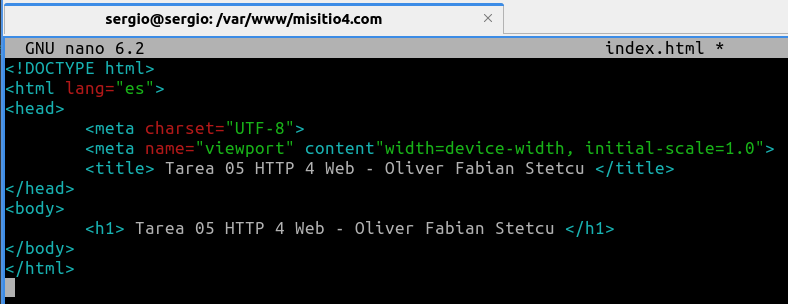 sergio@sergio: /var/www/misitio4.com ×
GNU nano 6.2 index.html *
<!DOCTYPE html>
<html lang="es">
<head>
<meta charset="UTF-8">
<meta name="viewport" content"width=device-width, initial-scale=1.0">
<title> Tarea 05 HTTP 4 Web - Oliver Fabian Stetcu </title>
</head>
<body>
<h1> Tarea 05 HTTP 4 Web - Oliver Fabian Stetcu </h1>
</body>
</html>